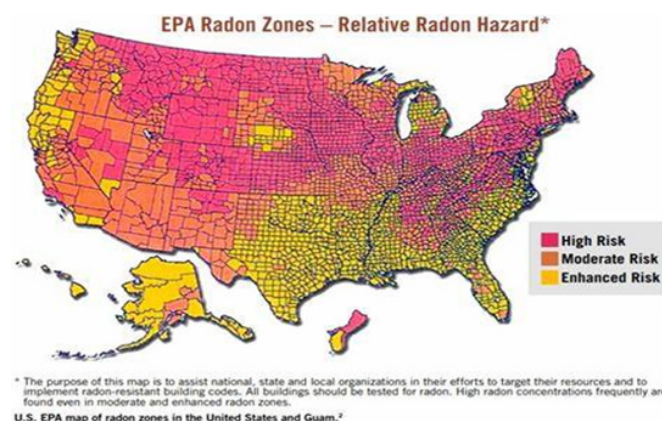 EPA Radon Zones – Relative Radon Hazard*
High Risk
Moderate Risk
Enhanced Risk
* The purpose of this map is to assist national, state and local organizations in their efforts to target their resources and to
implement radon-resistant building codes. All buildings should be tested for radon. High radon concentrations frequently
found even in moderate and enhanced radon zones.
U.S. EPA map of radon zones in the United States and Guam.²